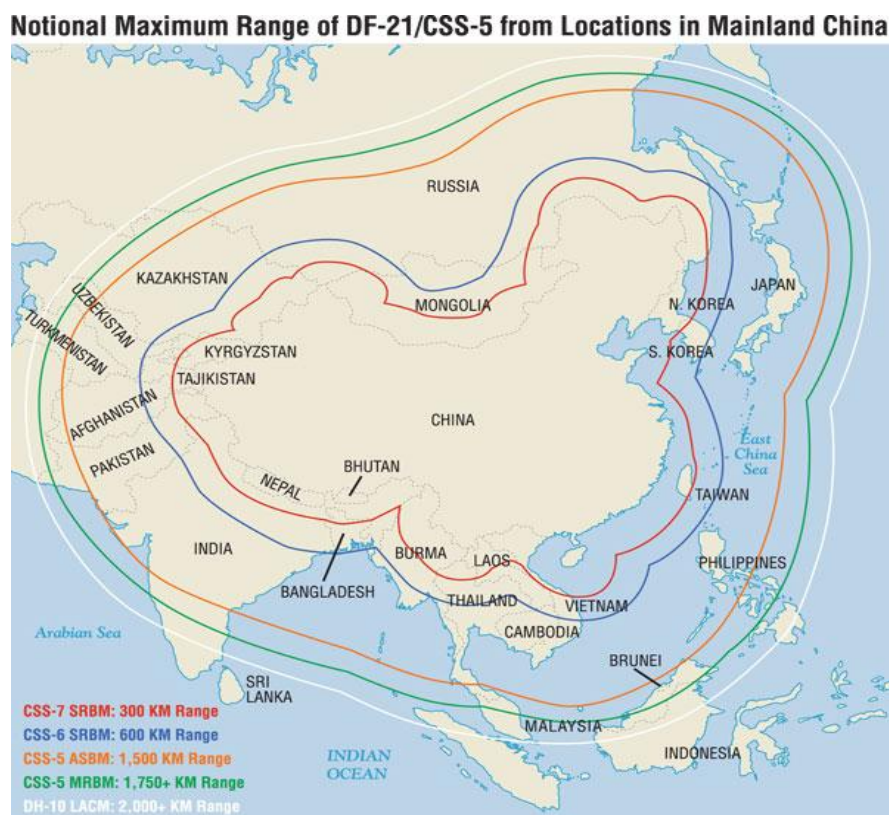 Notional Maximum Range of DF-21/CSS-5 from Locations in Mainland China
RUSSIA
KAZAKHSTAN
MONGOLIA
JAPAN
UZBEKISTAN
TURKMENISTAN
N. KOREA
KYRGYZSTAN
S. KOREA
TAJIKISTAN
AFGHANISTAN
CHINA
PAKISTAN
East
China
Sea
BHUTAN
NEPAL
TAIWAN
INDIA
BURMA
LAOS
PHILIPPINES
BANGLADESH
THAILAND
VIETNAM
Arabian Sea
CAMBODIA
BRUNEI
SRI
LANKA
CSS-7 SRBM: 300 KM Range
CSS-6 SRBM: 600 KM Range
CSS-5 ASBM: 1,500 KM Range
CSS-5 MRBM: 1,750+ KM Range
DH-10 LACM: 2,000+ KM Range
MALAYSIA
INDIAN
OCEAN
INDONESIA